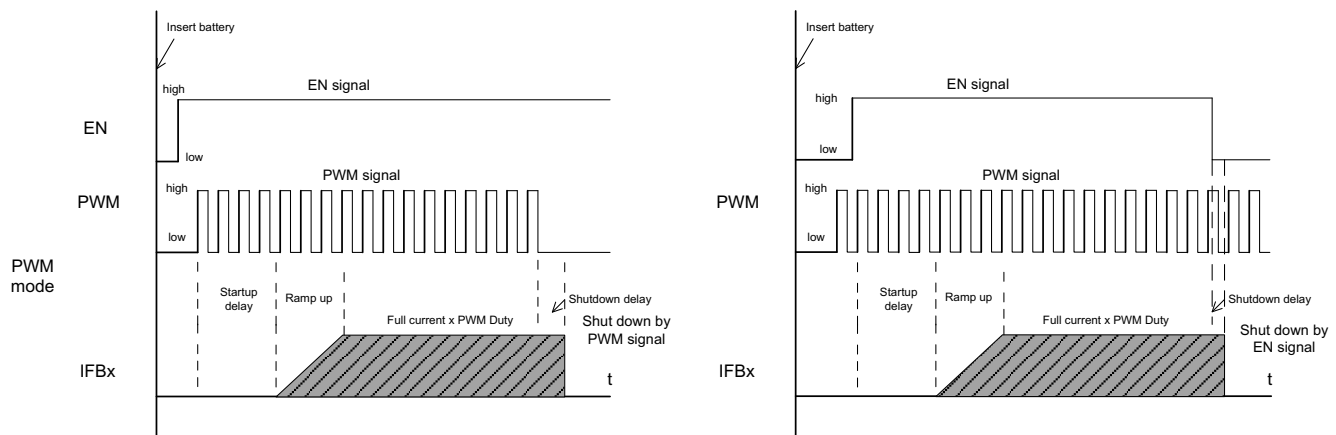 Insert battery
high
EN signal
EN
low
PWM signal
high
PWM
low
PWM
mode
Startup
delay
Ramp up
Shutdown delay
Full current x PWM Duty
Shut down by
PWM signal
IFBx
t
Insert battery
EN signal
high
low
PWM signal
high
PWM
low
Startup
delay
Ramp up
Shutdown delay
Full current x PWM Duty
Shut down by
EN signal
IFBx
t